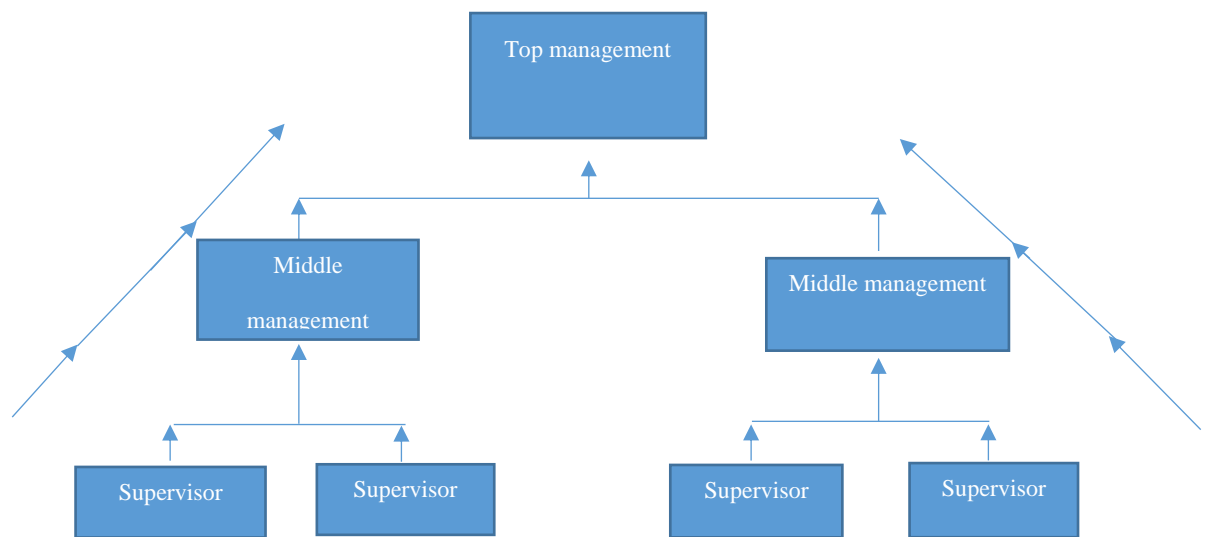 Top management
Middle
management
Middle management
Supervisor
Supervisor
Supervisor
Supervisor